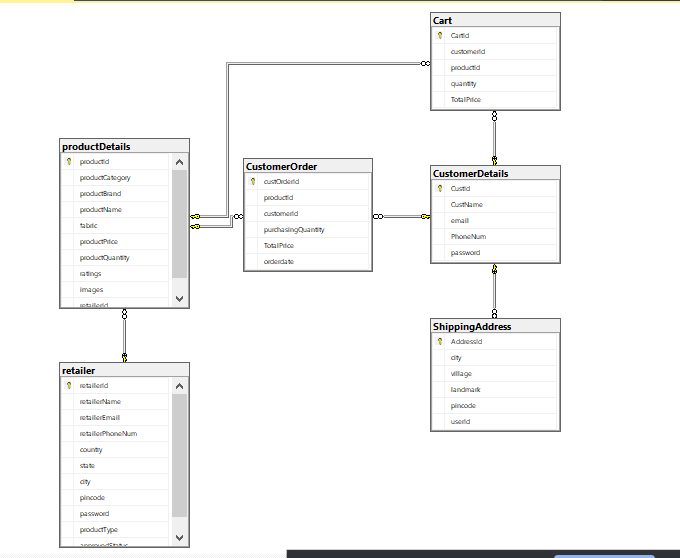 Cart
CartId
customerId
productId
quantity
TotalPrice
productDetails
productId
productCategory
productBrand
productName
fabric
productPrice
productQuantity
ratings
images
retailerId
CustomerOrder
custOrderId
productId
customerId
purchasingQuantity
TotalPrice
orderdate
CustomerDetails
CustId
CustName
email
PhoneNum
password
ShippingAddress
AddressId
city
village
landmark
pincode
userId
retailer
retailerId
retailerName
retailerEmail
retailerPhoneNum
country
state
city
pincode
password
productType
approvedStatus